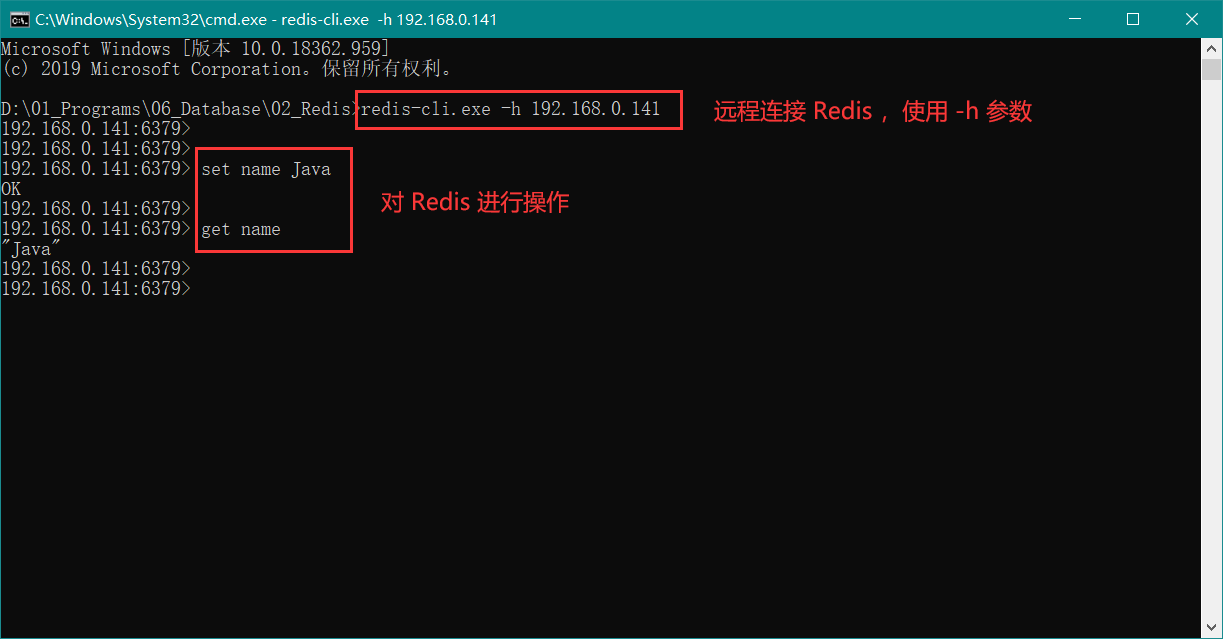 C:\Windows\System32\cmd.exe - redis-cli.exe -h 192.168.0.141
Microsoft Windows [版本 10.0.18362.959]
(c) 2019 Microsoft Corporation。保留所有权利。
D:\01_Programs\06_Database\02_Redis>redis-cli.exe -h 192.168.0.141
远程连接 Redis ，使用 -h 参数
192.168.0.141:6379>
192.168.0.141:6379>
192.168.0.141:6379> set name Java
OK
对 Redis 进行操作
192.168.0.141:6379>
192.168.0.141:6379> get name
"Java"
192.168.0.141:6379>
192.168.0.141:6379>